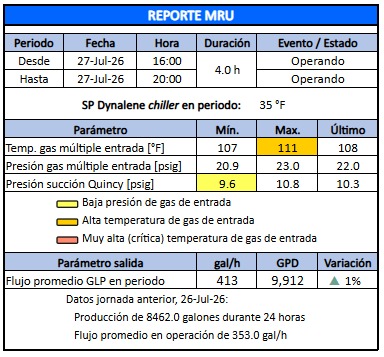 REPORTE MRU
Periodo Fecha Hora Duración Evento / Estado
Desde 27-Jul-26 16:00 4.0 h Operando
Hasta 27-Jul-26 20:00 Operando
SP Dynalene chiller en periodo: 35 °F
Parámetro Mín. Max. Último
Temp. gas múltiple entrada [°F] 107 111 108
Presión gas múltiple entrada [psig] 20.9 23.0 22.0
Presión succión Quincy [psig] 9.6 10.8 10.3
Baja presión de gas de entrada
Alta temperatura de gas de entrada
Muy alta (crítica) temperatura de gas de entrada
Parámetro salida gal/h GPD Variación
Flujo promedio GLP en periodo 413 9,912 ▲ 1%
Datos jornada anterior, 26-Jul-26:
Producción de 8462.0 galones durante 24 horas
Flujo promedio en operación de 353.0 gal/h